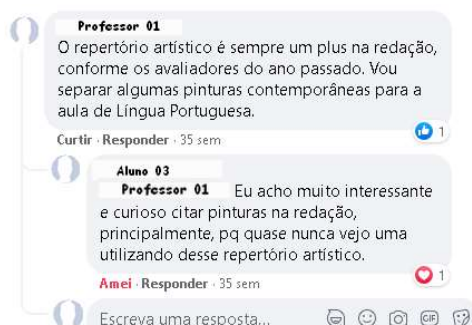 Professor 01
O repertório artístico é sempre um plus na redação,
conforme os avaliadores do ano passado. Vou
separar algumas pinturas contemporâneas para a
aula de Língua Portuguesa.
1
Curtir · Responder · 35 sem
Aluno 03
Professor 01 Eu acho muito interessante
e curioso citar pinturas na redação,
principalmente, pq quase nunca vejo uma
utilizando desse repertório artístico.
1
Amei · Responder · 35 sem
Escreva uma resposta... GIF